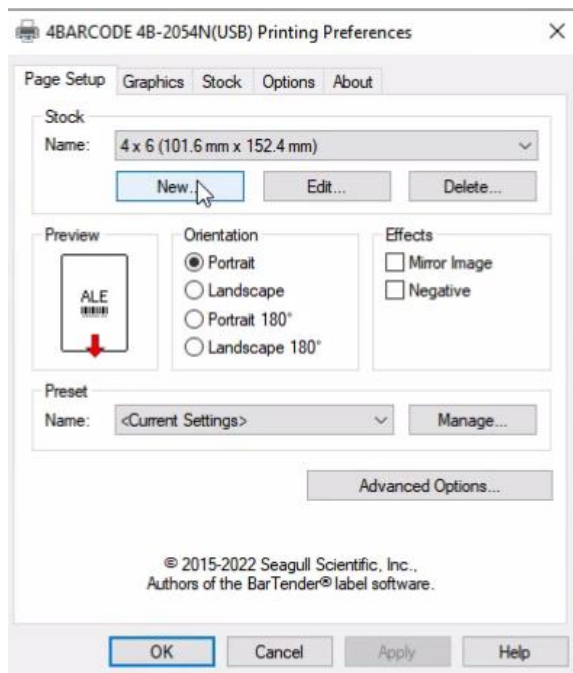 4BARCODE 4B-2054N(USB) Printing Preferences
Page Setup Graphics Stock Options About
Stock
Name: 4 x 6 (101.6 mm x 152.4 mm)
New... Edit... Delete...
Preview
ALE
Orientation
Portrait
Landscape
Portrait 180°
Landscape 180°
Effects
Mirror Image
Negative
Preset
Name: <Current Settings> Manage...
Advanced Options...
© 2015-2022 Seagull Scientific, Inc.,
Authors of the BarTender® label software.
OK Cancel Apply Help